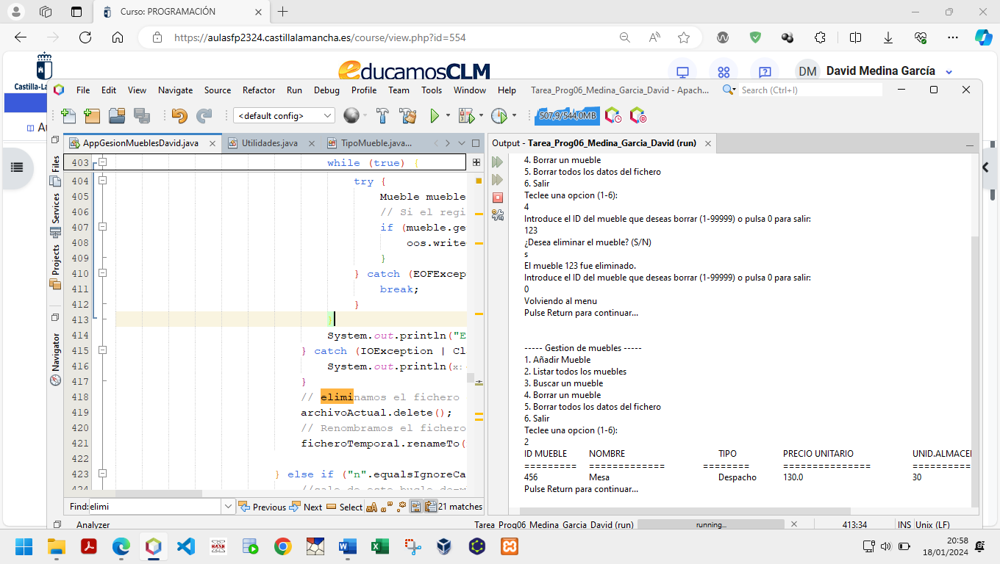 Curso: PROGRAMACIÓN
https://aulasfp2324.castillalamancha.es/course/view.php?id=554
Castilla-La
educamosCLM
DM David Medina García
File Edit View Navigate Source Refactor Run Debug Profile Team Tools Window Help Tarea_Prog06_Medina_Garcia_David - Apach... Search (Ctrl+I)
<default config> 507,9/544,0MB
Au
AppGesionMueblesDavid.java Utilidades.java TipoMueble.java...
Output - Tarea_Prog06_Medina_Garcia_David (run)
Files
Services
Projects
Navigator
403 while (true) {
404 try {
405 Mueble mueble
406 // Si el regi
407 if (mueble.ge
408 oos.write
409 }
410 } catch (EOFExcep
411 break;
412 }
413 }
414 System.out.println("E
415 } catch (IOException | Cl
416 System.out.println(x:
417 }
418 // eliminamos el fichero
419 archivoActual.delete();
420 // Renombramos el fichero
421 ficheroTemporal.renameTo(
422
423 } else if ("n".equalsIgnoreCa
4. Borrar un mueble
5. Borrar todos los datos del fichero
6. Salir
Teclee una opcion (1-6):
4
Introduce el ID del mueble que deseas borrar (1-99999) o pulsa 0 para salir:
123
¿Desea eliminar el mueble? (S/N)
s
El mueble 123 fue eliminado.
Introduce el ID del mueble que deseas borrar (1-99999) o pulsa 0 para salir:
0
Volviendo al menu
Pulse Return para continuar...
----- Gestion de muebles -----
1. Añadir Mueble
2. Listar todos los muebles
3. Buscar un mueble
4. Borrar un mueble
5. Borrar todos los datos del fichero
6. Salir
Teclee una opcion (1-6):
2
ID MUEBLE NOMBRE TIPO PRECIO UNITARIO UNID.ALMACE
========= ============= ======== =============== ==========
456 Mesa Despacho 130.0 30
Pulse Return para continuar...
Find: elimi Previous Next Select aA 21 matches
Analyzer Tarea_Prog06_Medina_Garcia_David (run) running... 413:34 INS Unix (LF)
BASE
20:58
18/01/2024